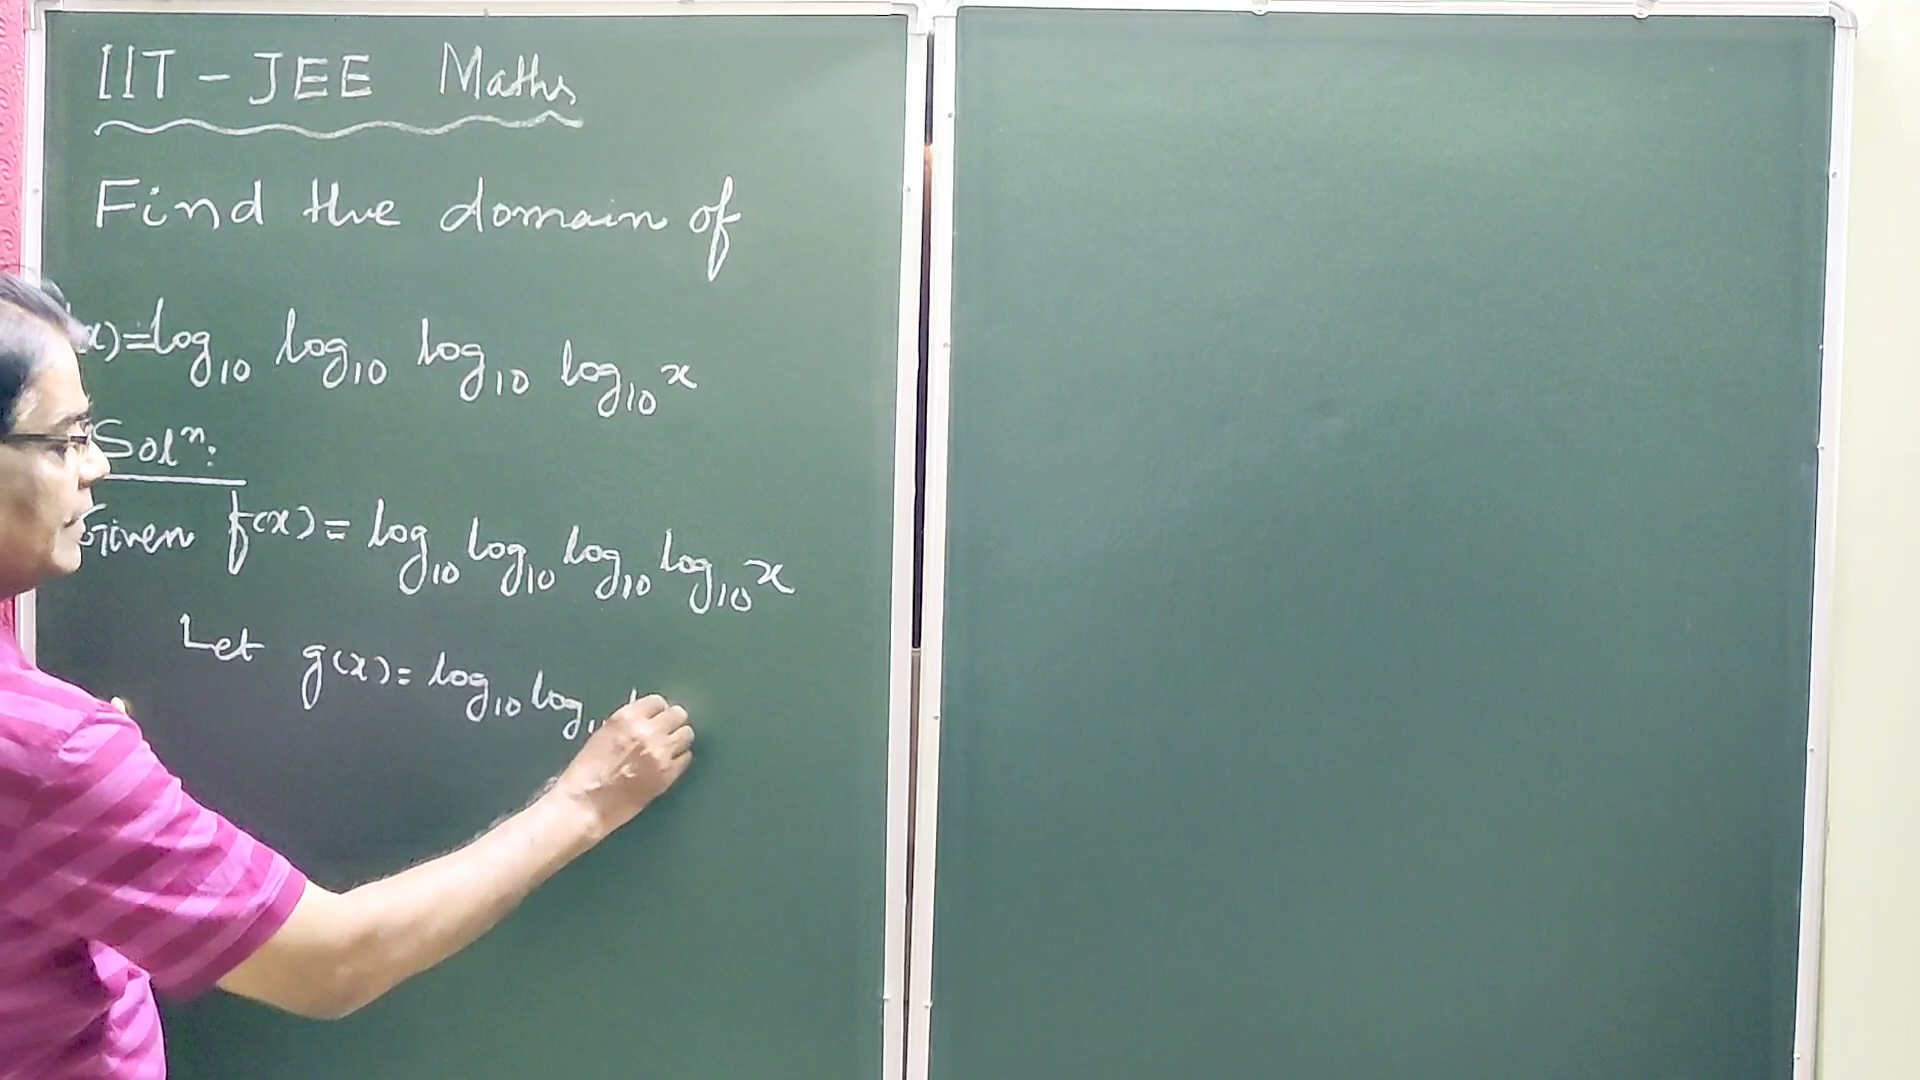 IIT - JEE Maths
Find the domain of
x)=log₁₀ log₁₀ log₁₀ log₁₀ x
Solⁿ:
Given f(x) = log₁₀ log₁₀ log₁₀ log₁₀ x
Let g(x) = log₁₀ log₁